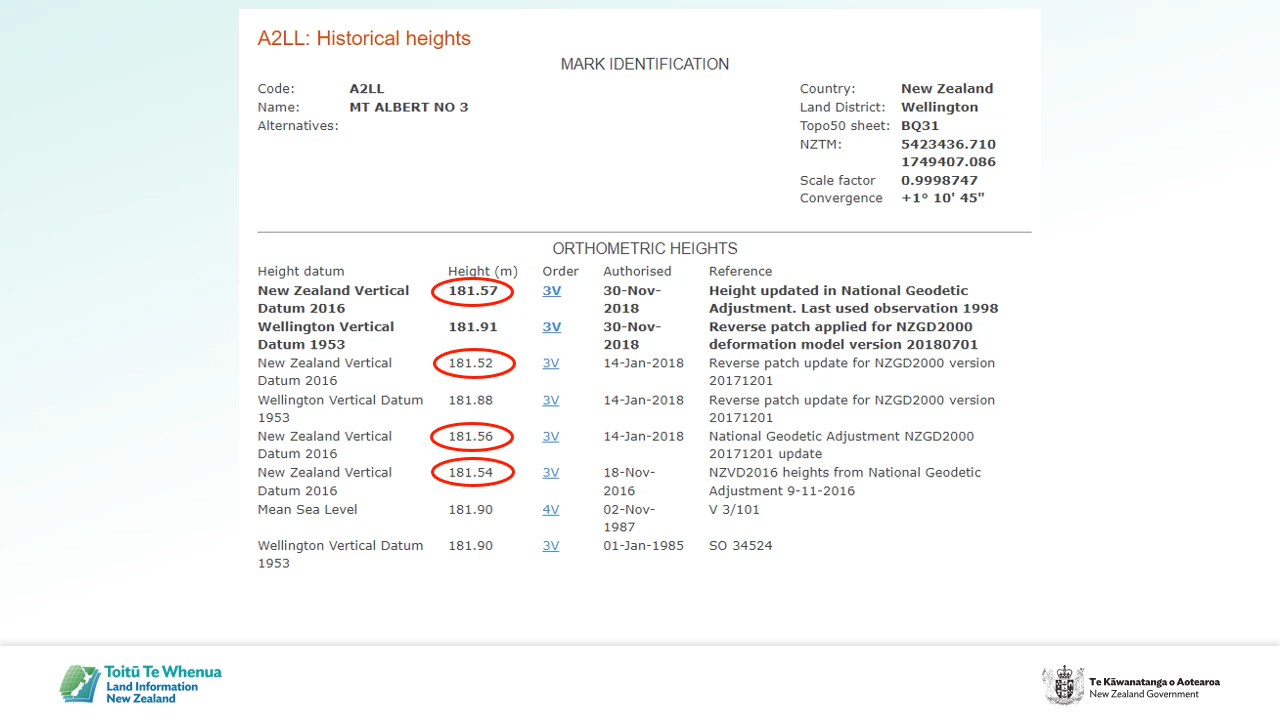 A2LL: Historical heights
MARK IDENTIFICATION
Code: A2LL
Name: MT ALBERT NO 3
Alternatives:
Country: New Zealand
Land District: Wellington
Topo50 sheet: BQ31
NZTM: 5423436.710
1749407.086
Scale factor 0.9998747
Convergence +1° 10' 45"
ORTHOMETRIC HEIGHTS
Height datum Height (m) Order Authorised Reference
New Zealand Vertical 181.57 3V 30-Nov- Height updated in National Geodetic
Datum 2016 2018 Adjustment. Last used observation 1998
Wellington Vertical 181.91 3V 30-Nov- Reverse patch applied for NZGD2000
Datum 1953 2018 deformation model version 20180701
New Zealand Vertical 181.52 3V 14-Jan-2018 Reverse patch update for NZGD2000 version
Datum 2016 20171201
Wellington Vertical Datum 181.88 3V 14-Jan-2018 Reverse patch update for NZGD2000 version
1953 20171201
New Zealand Vertical 181.56 3V 14-Jan-2018 National Geodetic Adjustment NZGD2000
Datum 2016 20171201 update
New Zealand Vertical 181.54 3V 18-Nov- NZVD2016 heights from National Geodetic
Datum 2016 2016 Adjustment 9-11-2016
Mean Sea Level 181.90 4V 02-Nov- V 3/101
1987
Wellington Vertical Datum 181.90 3V 01-Jan-1985 SO 34524
1953
Toitū Te Whenua
Land Information
New Zealand
Te Kāwanatanga o Aotearoa
New Zealand Government